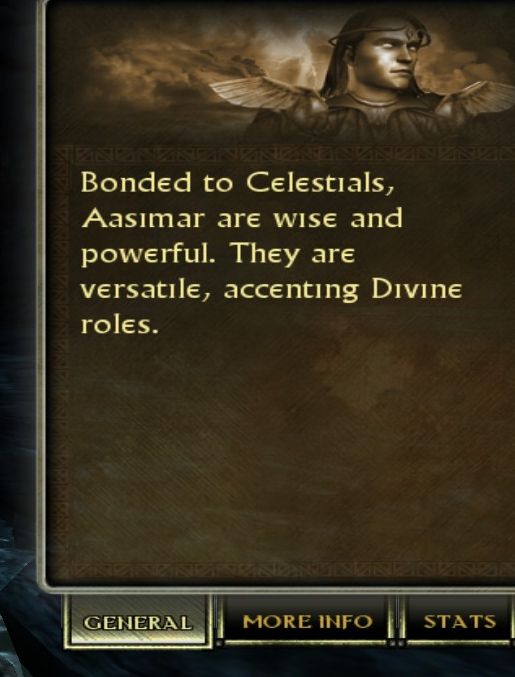 Bonded to Celestials,
Aasimar are wise and
powerful. They are
versatile, accenting Divine
roles.
GENERAL
MORE INFO
STATS